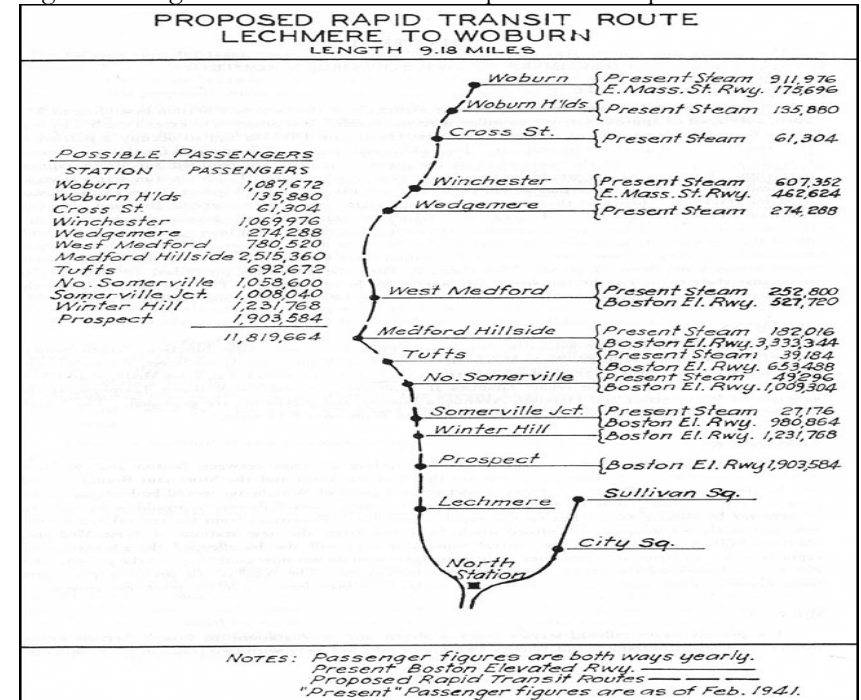 PROPOSED RAPID TRANSIT ROUTE
LECHMERE TO WOBURN
LENGTH 9.18 MILES
Woburn {Present Steam 911,976
E. Mass. St. Rwy. 175,696
Woburn H'lds {Present Steam 135,880
Cross St. {Present Steam 61,304
Winchester {Present Steam 607,352
E. Mass. St. Rwy. 462,624
Wedgemere {Present Steam 274,288
POSSIBLE PASSENGERS
STATION PASSENGERS
Woburn 1,087,672
Woburn H'lds 135,880
Cross St. 61,304
Winchester 1,069,976
Wedgemere 274,288
West Medford 780,520
Medford Hillside 2,515,360
Tufts 692,672
No. Somerville 1,058,600
Somerville Jct. 1,008,040
Winter Hill 1,231,768
Prospect 1,903,584
11,819,664
West Medford {Present Steam 252,800
Boston El. Rwy. 527,720
Medford Hillside {Present Steam 182,016
Boston El. Rwy. 3,333,344
Tufts {Present Steam 39,184
Boston El. Rwy. 653,488
No. Somerville {Present Steam 49,296
Boston El. Rwy. 1,009,304
Somerville Jct. {Present Steam 27,176
Boston El. Rwy. 980,864
Winter Hill {Boston El. Rwy. 1,231,768
Prospect {Boston El. Rwy 1,903,584
Lechmere
Sullivan Sq.
City Sq.
North
Station
NOTES: Passenger figures are both ways yearly.
Present Boston Elevated Rwy.
Proposed Rapid Transit Routes
"Present" Passenger figures are as of Feb. 1941.